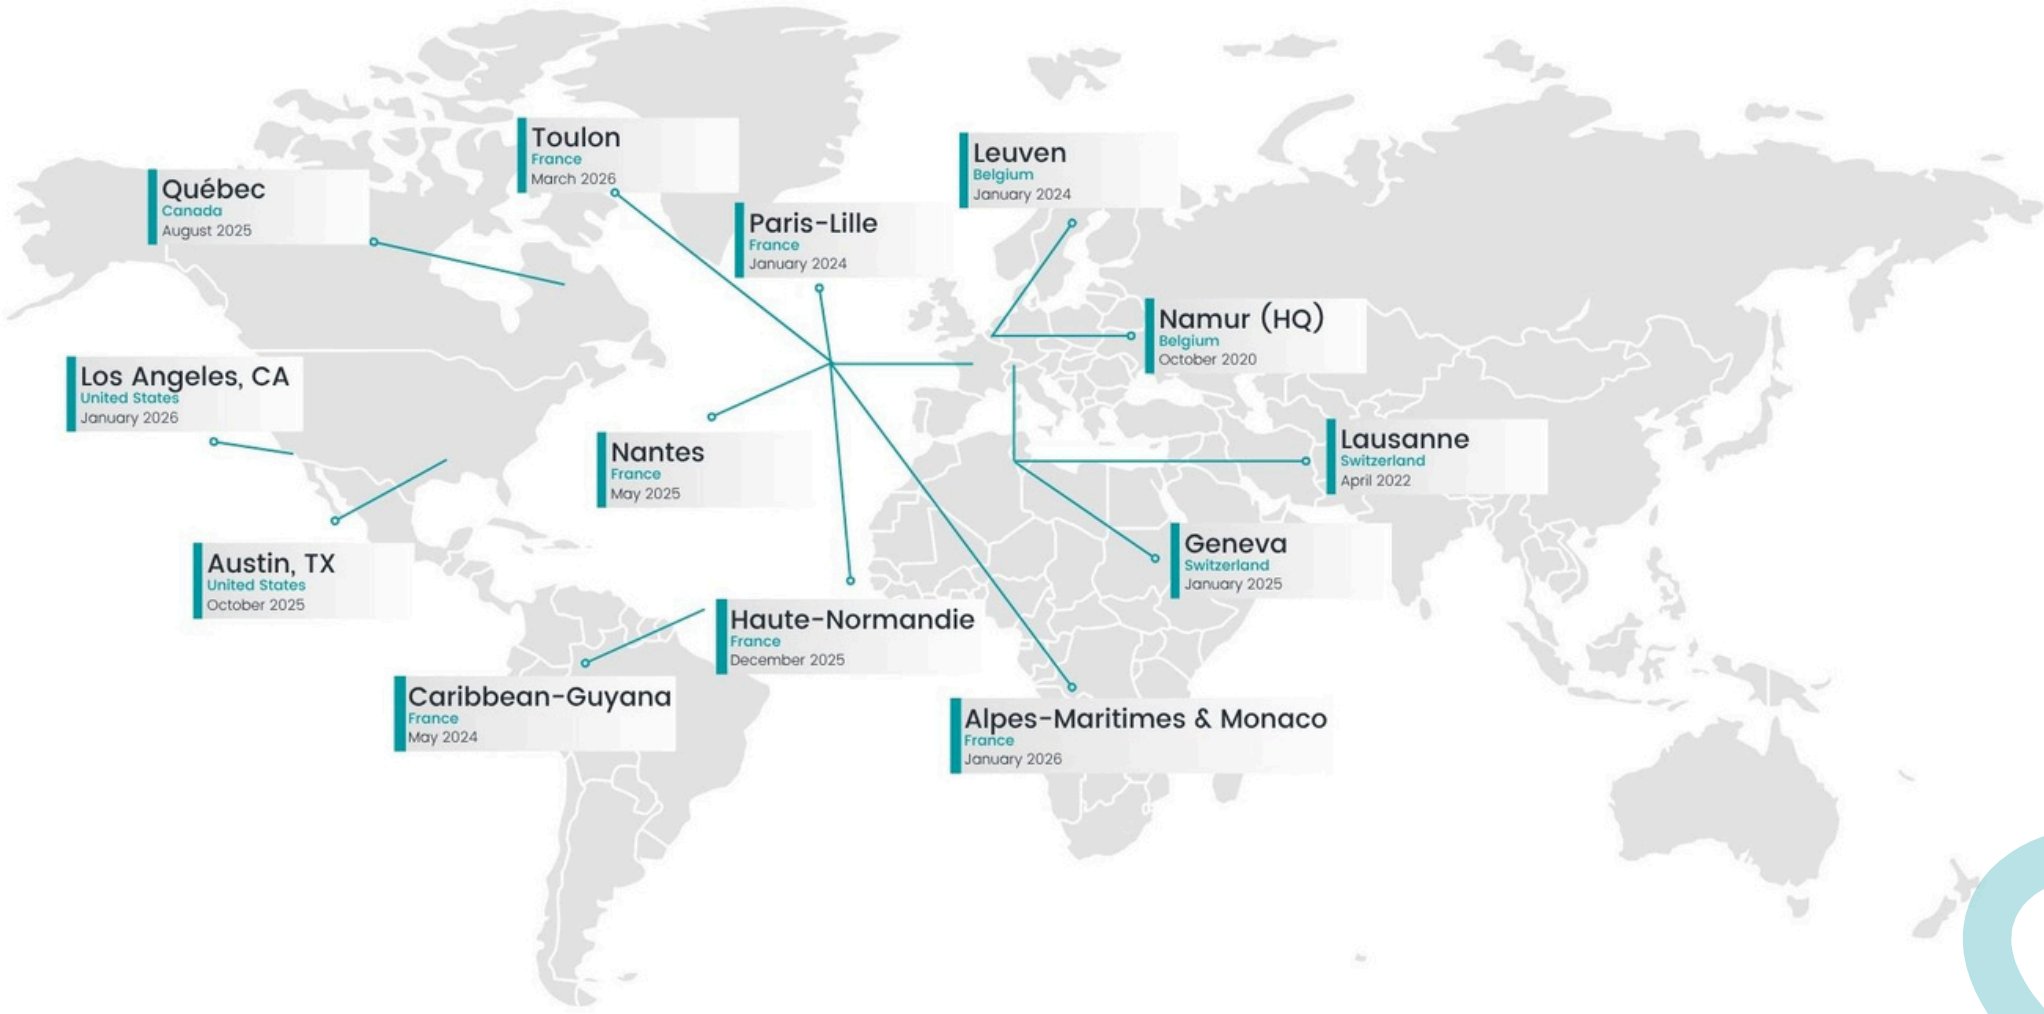 Toulon
France
March 2026
Leuven
Belgium
January 2024
Québec
Canada
August 2025
Paris-Lille
France
January 2024
Namur (HQ)
Belgium
October 2020
Los Angeles, CA
United States
January 2026
Lausanne
Switzerland
April 2022
Nantes
France
May 2025
Geneva
Switzerland
January 2025
Austin, TX
United States
October 2025
Haute-Normandie
France
December 2025
Caribbean-Guyana
France
May 2024
Alpes-Maritimes & Monaco
France
January 2026